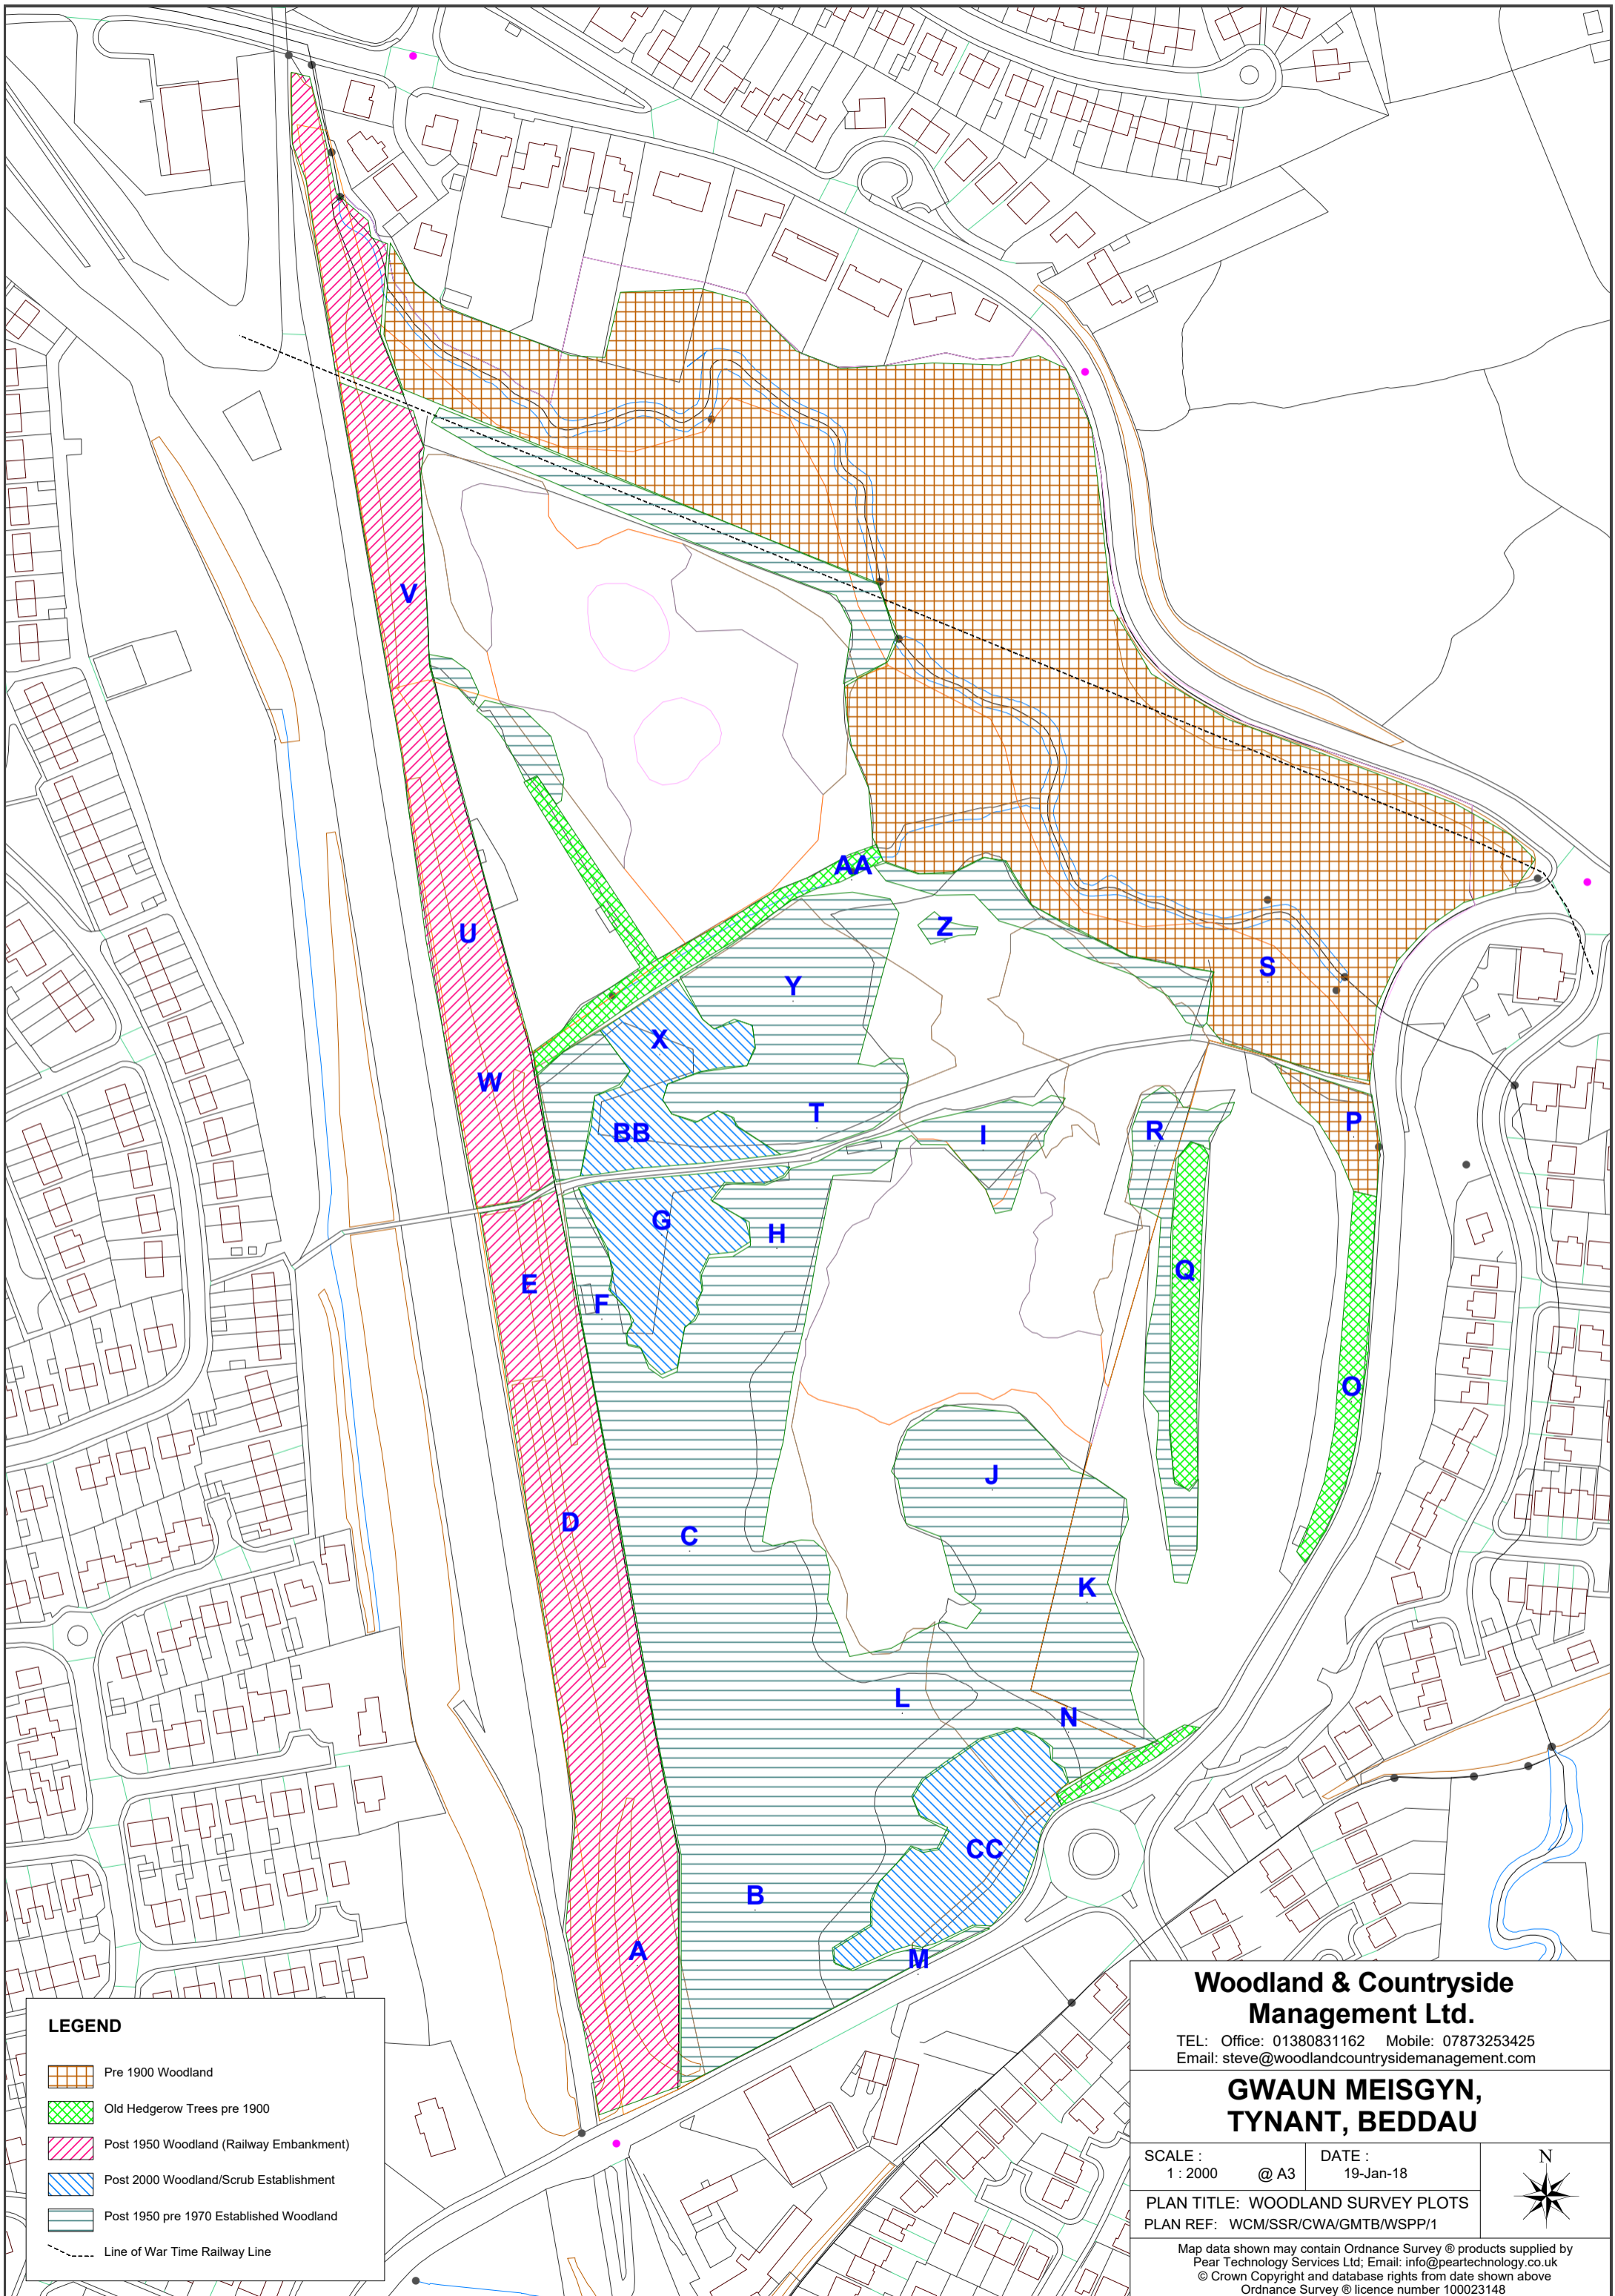 V
AA
U
Z
Y
S
X
W
T
BB
I
R
P
G
H
Q
E
F
O
J
D
C
K
L
N
CC
B
A
M
LEGEND
Pre 1900 Woodland
Old Hedgerow Trees pre 1900
Post 1950 Woodland (Railway Embankment)
Post 2000 Woodland/Scrub Establishment
Post 1950 pre 1970 Established Woodland
Line of War Time Railway Line
Woodland & Countryside
Management Ltd.
TEL: Office: 01380831162 Mobile: 07873253425
Email: steve@woodlandcountrysidemanagement.com
GWAUN MEISGYN,
TYNANT, BEDDAU
SCALE :
1 : 2000 @ A3
DATE :
19-Jan-18
N
PLAN TITLE: WOODLAND SURVEY PLOTS
PLAN REF: WCM/SSR/CWA/GMTB/WSPP/1
Map data shown may contain Ordnance Survey ® products supplied by
Pear Technology Services Ltd; Email: info@peartechnology.co.uk
© Crown Copyright and database rights from date shown above
Ordnance Survey ® licence number 100023148